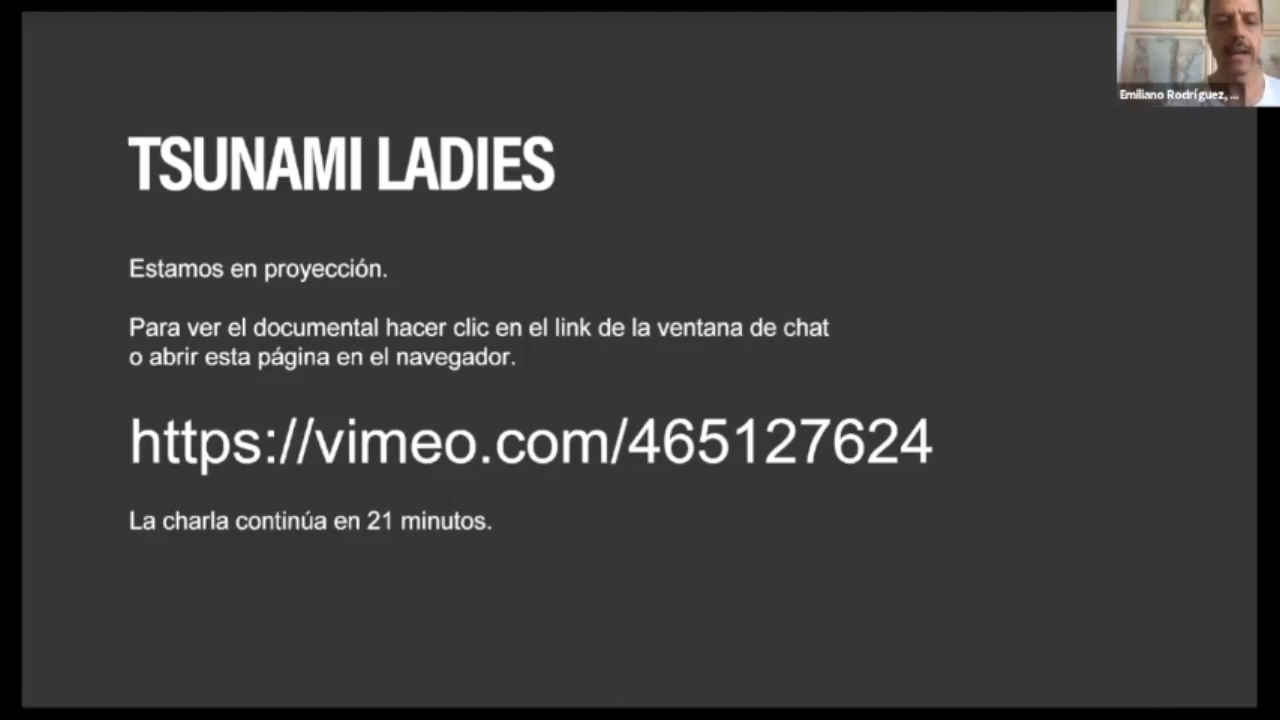 Emiliano Rodríguez, ...
TSUNAMI LADIES
Estamos en proyección.
Para ver el documental hacer clic en el link de la ventana de chat
o abrir esta página en el navegador.
https://vimeo.com/465127624
La charla continúa en 21 minutos.